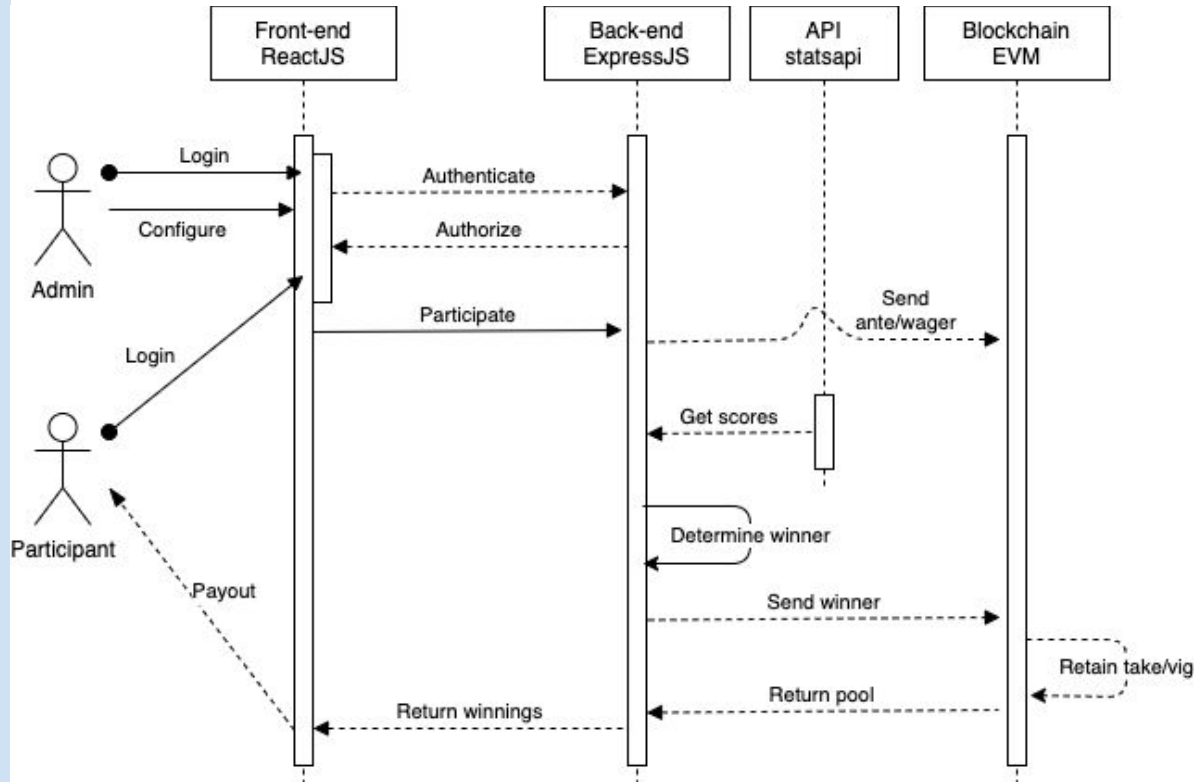 Front-end
ReactJS
Back-end
ExpressJS
API
statsapi
Blockchain
EVM
Login
Authenticate
Configure
Authorize
Admin
Send
ante/wager
Participate
Login
Get scores
Participant
Determine winner
Payout
Send winner
Retain take/vig
Return pool
Return winnings